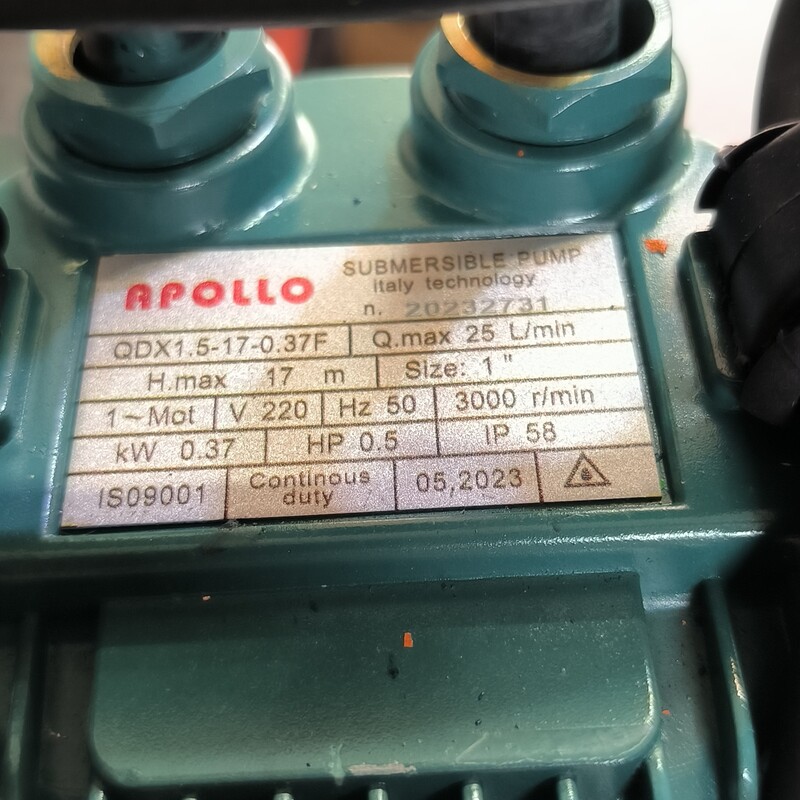 APOLLO
SUBMERSIBLE PUMP
italy technology
n. 20232731
QDX1.5-17-0.37F Q.max 25 L/min
H.max 17 m Size: 1"
1~Mot V 220 Hz 50 3000 r/min
kW 0.37 HP 0.5 IP 58
IS09001 Continous duty 05,2023